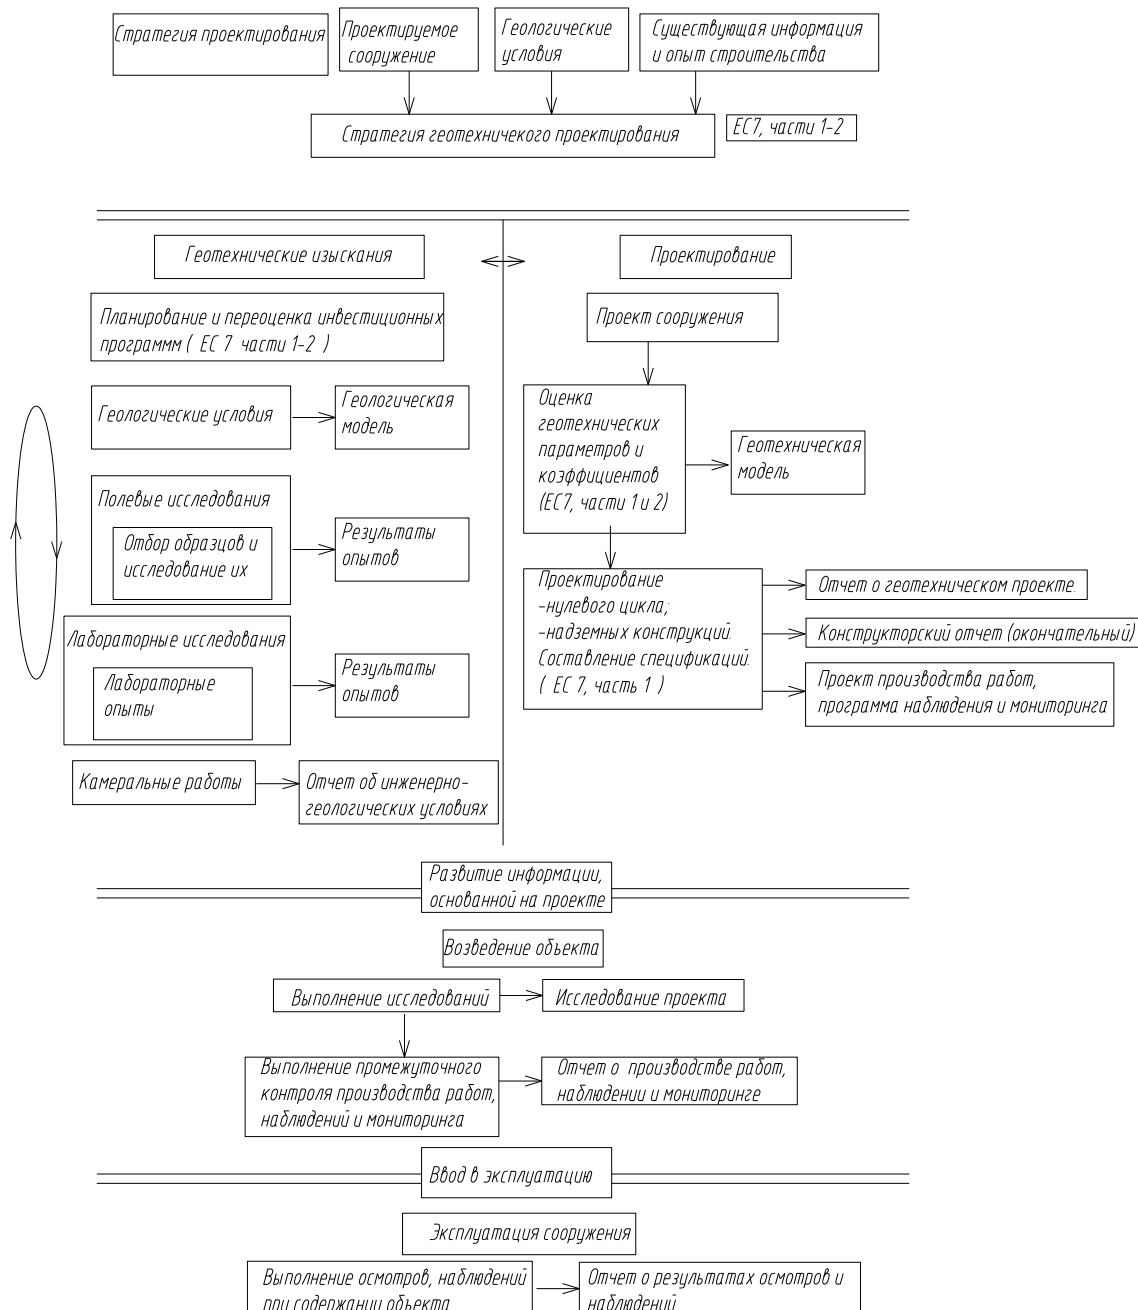 Стратегия проектирования
Проектируемое
сооружение
Геологические
условия
Существующая информация
и опыт строительства
Стратегия геотехничекого проектирования
ЕС7, части 1-2
Геотехнические изыскания
Проектирование
Планирование и переоценка инвестиционных
программм ( ЕС 7 части 1-2 )
Геологические условия
Геологическая
модель
Полевые исследования
Отбор образцов и
исследование их
Результаты
опытов
Лабораторные исследования
Лабораторные
опыты
Результаты
опытов
Камеральные работы
Отчет об инженерно-
геологических условиях
Проект сооружения
Оценка
геотехнических
параметров и
коэффициентов
(ЕС7, части 1 и 2)
Геотехническая
модель
Проектирование
-нулевого цикла;
-надземных конструкций.
Составление спецификаций.
( ЕС 7, часть 1 )
Отчет о геотехническом проекте.
Конструкторский отчет (окончательный)
Проект производства работ,
программа наблюдения и мониторинга
Развитие информации,
основанной на проекте
Возведение объекта
Выполнение исследований
Исследование проекта
Выполнение промежуточного
контроля производства работ,
наблюдений и мониторинга
Отчет о производстве работ,
наблюдении и мониторинге
Ввод в эксплуатацию
Эксплуатация сооружения
Выполнение осмотров, наблюдений
при содержании объекта
Отчет о результатах осмотров и
наблюдений